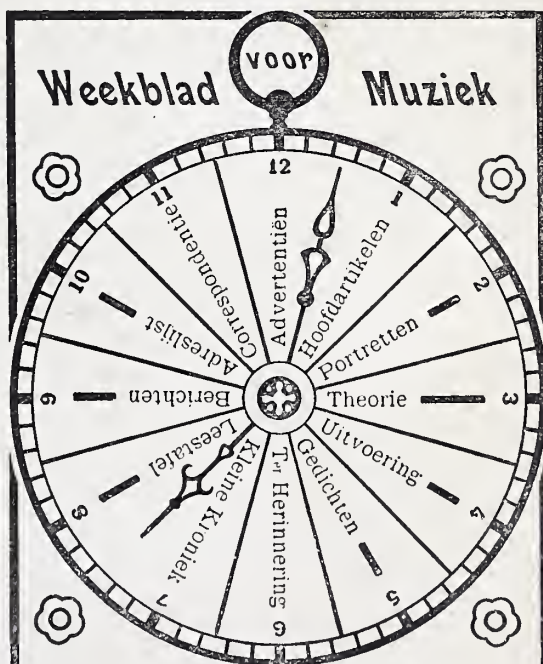 voor
Weekblad Muziek
12
1
2
3
4
5
6
7
8
9
10
11
Advertentiën
Hoofdartikelen
Portretten
Theorie
Uitvoering
Gedichten
Ter Herinnering
Kleine Kroniek
Leestafel
Berichten
Adreslijst
Correspondentie